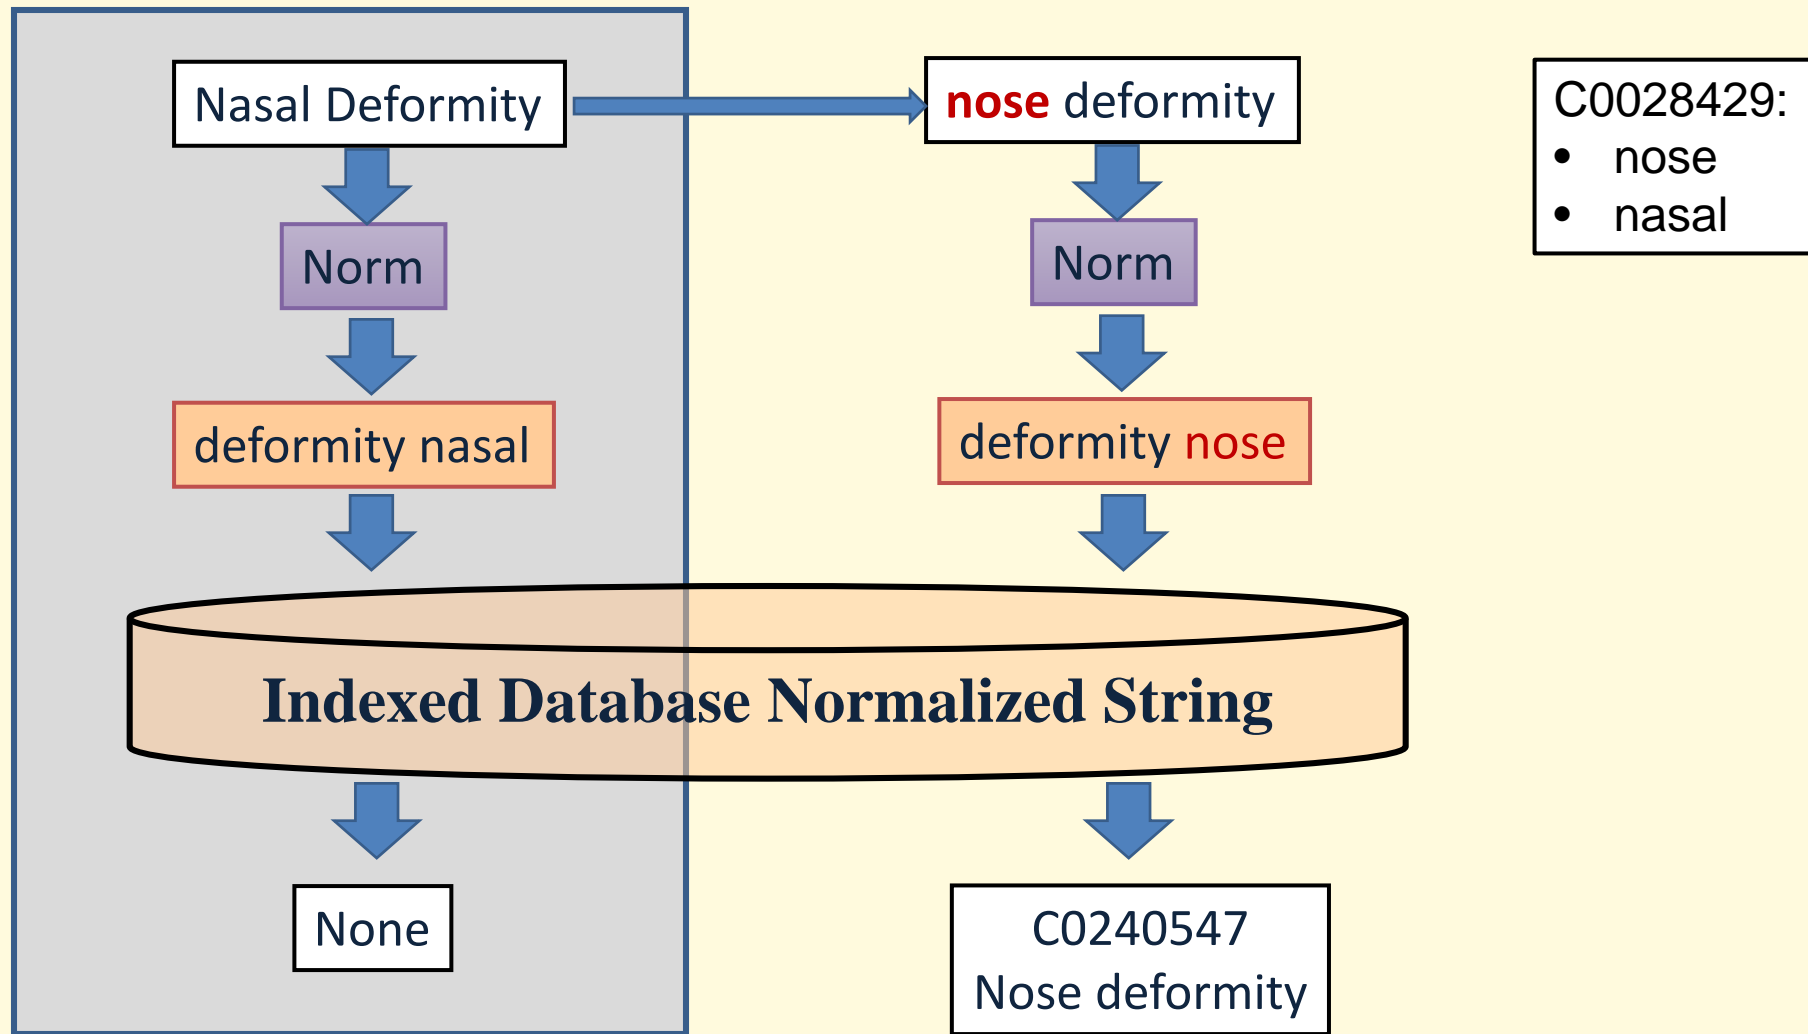 Nasal Deformity
nose deformity
C0028429:
• nose
• nasal
Norm
Norm
deformity nasal
deformity nose
Indexed Database Normalized String
None
C0240547
Nose deformity